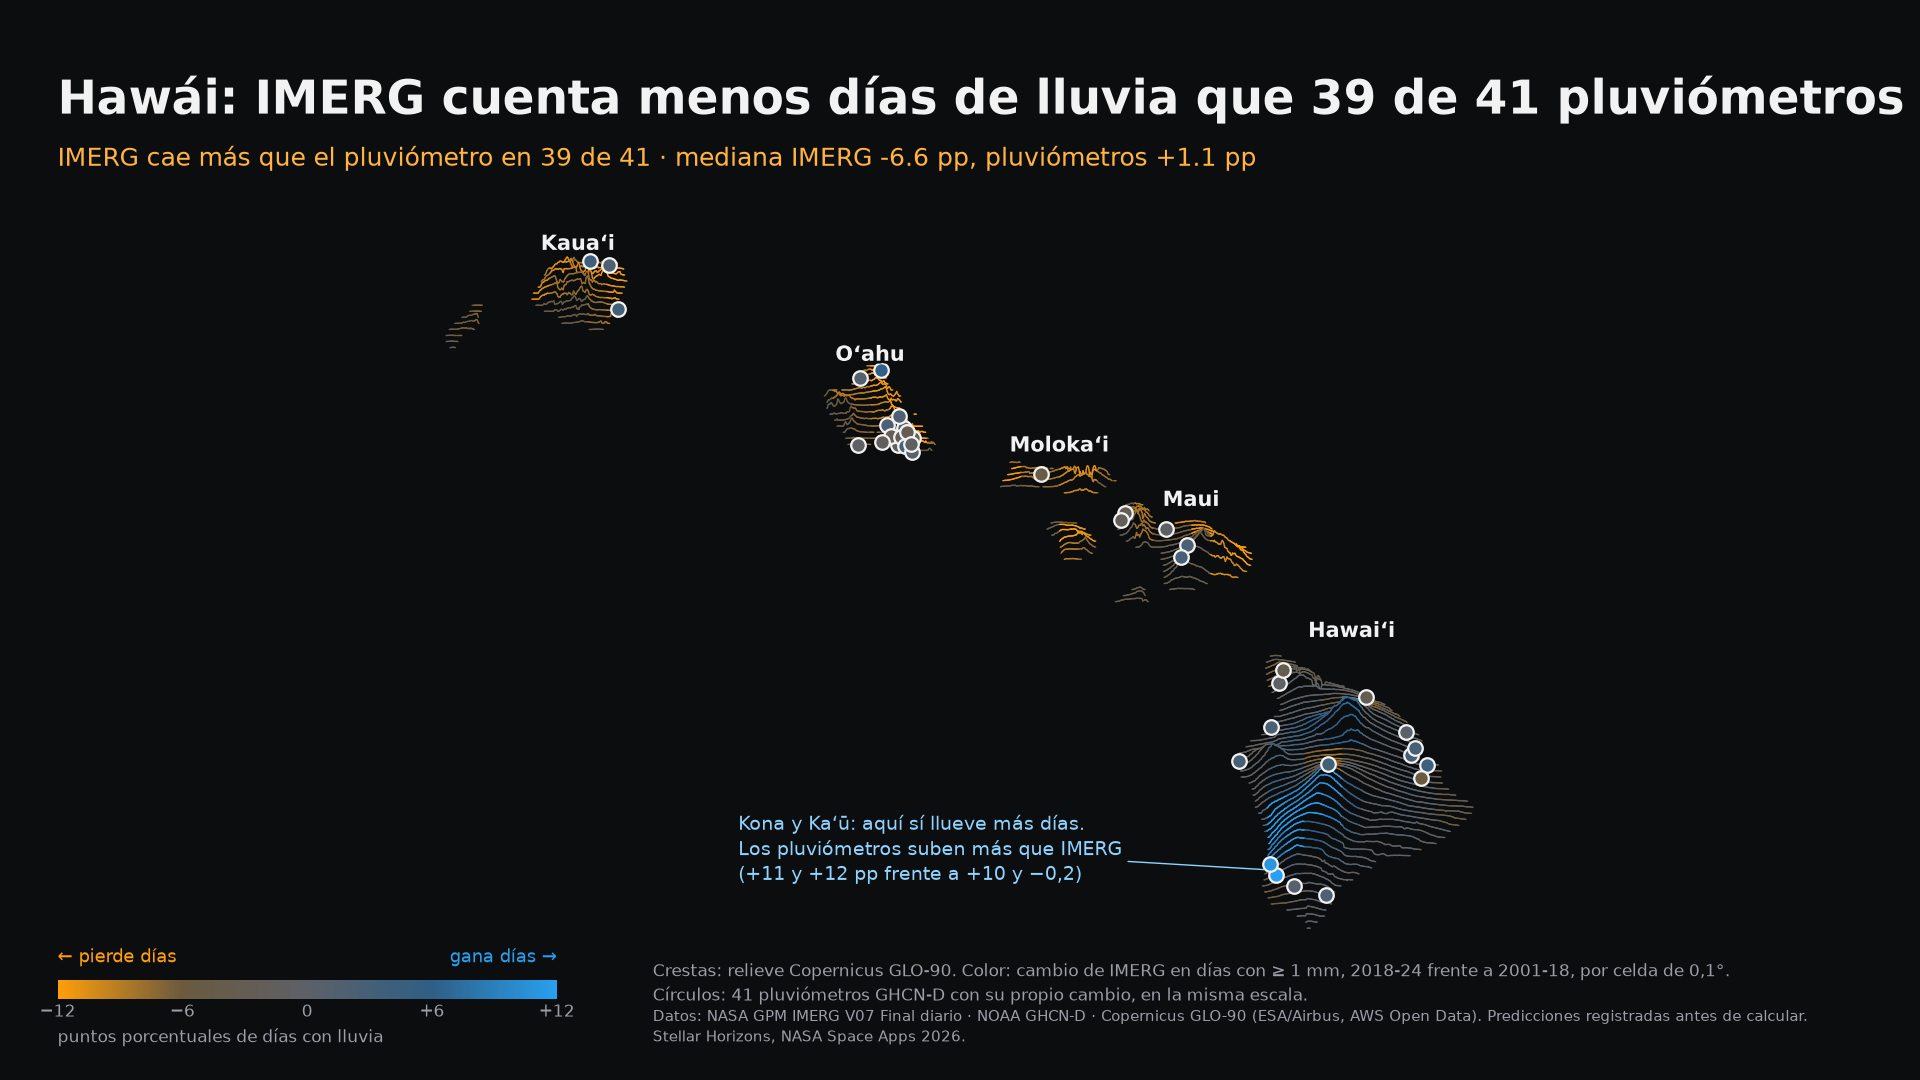 Hawái: IMERG cuenta menos días de lluvia que 39 de 41 pluviómetros
IMERG cae más que el pluviómetro en 39 de 41 · mediana IMERG -6.6 pp, pluviómetros +1.1 pp
Kauaʻi
Oʻahu
Molokaʻi
Maui
Hawaiʻi
Kona y Kaʻū: aquí sí llueve más días.
Los pluviómetros suben más que IMERG
(+11 y +12 pp frente a +10 y −0,2)
← pierde días
gana días →
−12 −6 0 +6 +12
puntos porcentuales de días con lluvia
Crestas: relieve Copernicus GLO-90. Color: cambio de IMERG en días con ≥ 1 mm, 2018-24 frente a 2001-18, por celda de 0,1°.
Círculos: 41 pluviómetros GHCN-D con su propio cambio, en la misma escala.
Datos: NASA GPM IMERG V07 Final diario · NOAA GHCN-D · Copernicus GLO-90 (ESA/Airbus, AWS Open Data). Predicciones registradas antes de calcular.
Stellar Horizons, NASA Space Apps 2026.